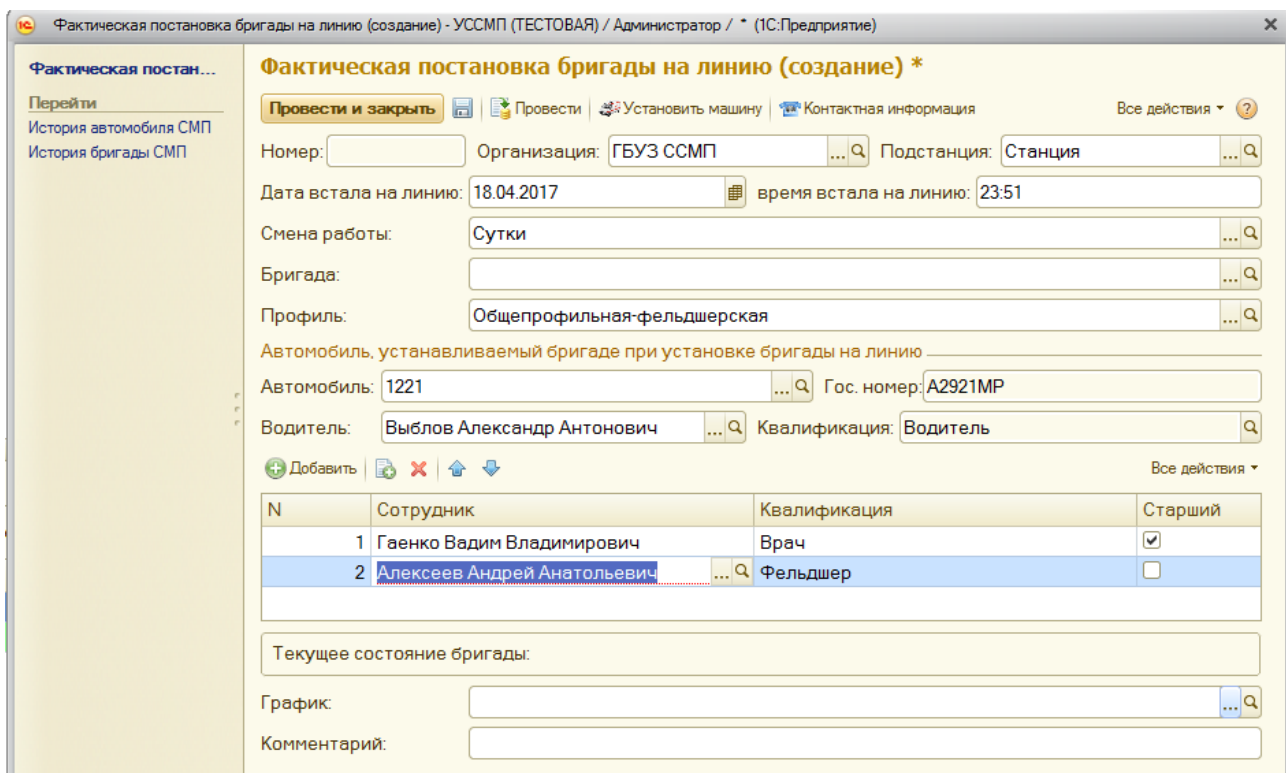 Фактическая постановка бригады на линию (создание) - УССМП (ТЕСТОВАЯ) / Администратор / * (1С:Предприятие)
Фактическая постан...
Перейти
История автомобиля СМП
История бригады СМП
Фактическая постановка бригады на линию (создание) *
Провести и закрыть Провести Установить машину Контактная информация Все действия
Номер: Организация: ГБУЗ ССМП Подстанция: Станция
Дата встала на линию: 18.04.2017 время встала на линию: 23:51
Смена работы: Сутки
Бригада:
Профиль: Общепрофильная-фельдшерская
Автомобиль, устанавливаемый бригаде при установке бригады на линию
Автомобиль: 1221 Гос. номер: А2921МР
Водитель: Выблов Александр Антонович Квалификация: Водитель
Добавить Все действия
N Сотрудник Квалификация Старший
1 Гаенко Вадим Владимирович Врач
2 Алексеев Андрей Анатольевич Фельдшер
Текущее состояние бригады:
График:
Комментарий: